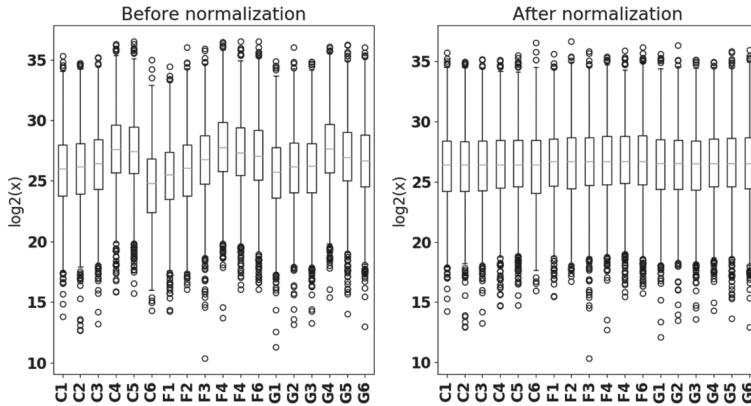 Before normalization
After normalization
log2(x)
35
30
25
20
15
10
C1 C2 C3 C4 C5 C6 F1 F2 F3 F4 F4 F6 G1 G2 G3 G4 G5 G6
log2(x)
35
30
25
20
15
10
C1 C2 C3 C4 C5 C6 F1 F2 F3 F4 F4 F6 G1 G2 G3 G4 G5 G6